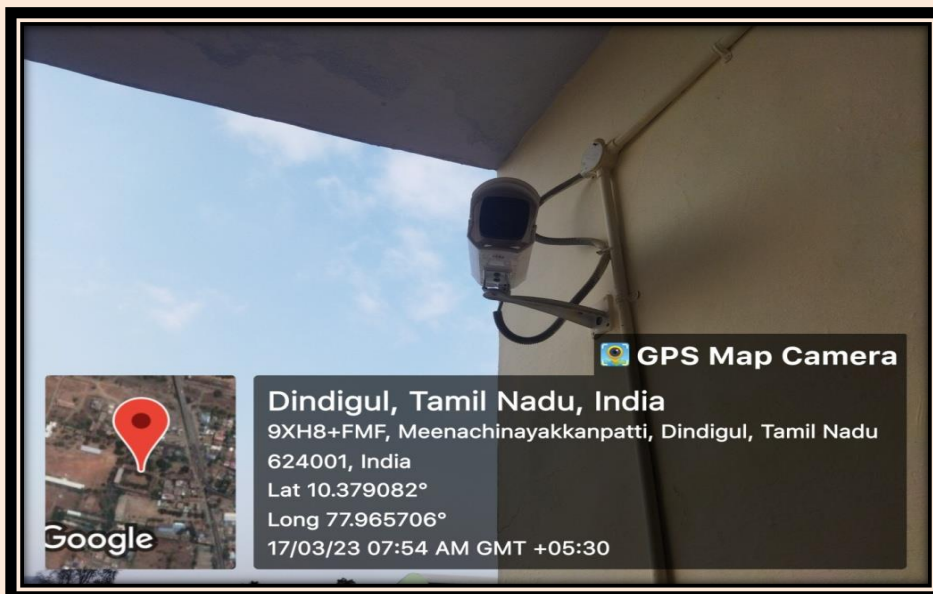 GPS Map Camera
Dindigul, Tamil Nadu, India
9XH8+FMF, Meenachinayakkanpatti, Dindigul, Tamil Nadu
624001, India
Lat 10.379082°
Long 77.965706°
17/03/23 07:54 AM GMT +05:30
Google